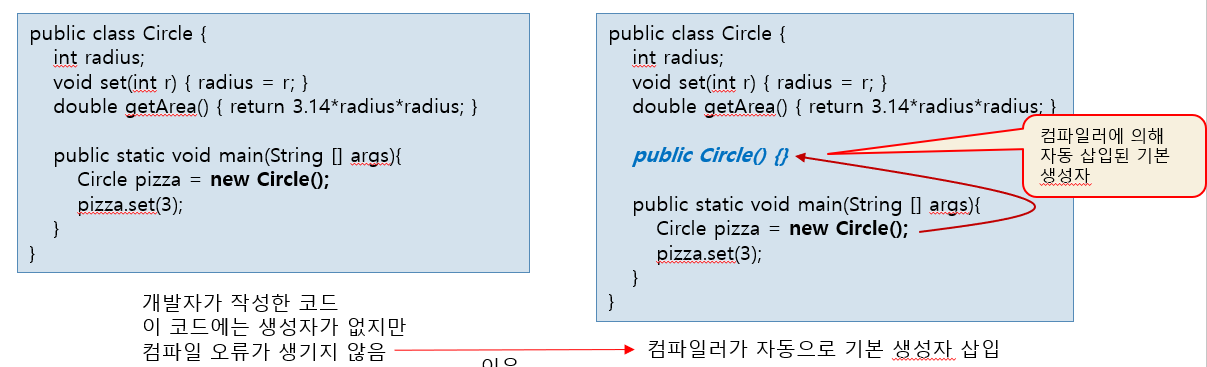 public class Circle {
int radius;
void set(int r) { radius = r; }
double getArea() { return 3.14*radius*radius; }
public static void main(String [] args){
Circle pizza = new Circle();
pizza.set(3);
}
}
개발자가 작성한 코드
이 코드에는 생성자가 없지만
컴파일 오류가 생기지 않음
public class Circle {
int radius;
void set(int r) { radius = r; }
double getArea() { return 3.14*radius*radius; }
public Circle() {}
public static void main(String [] args){
Circle pizza = new Circle();
pizza.set(3);
}
}
컴파일러에 의해
자동 삽입된 기본
생성자
컴파일러가 자동으로 기본 생성자 삽입